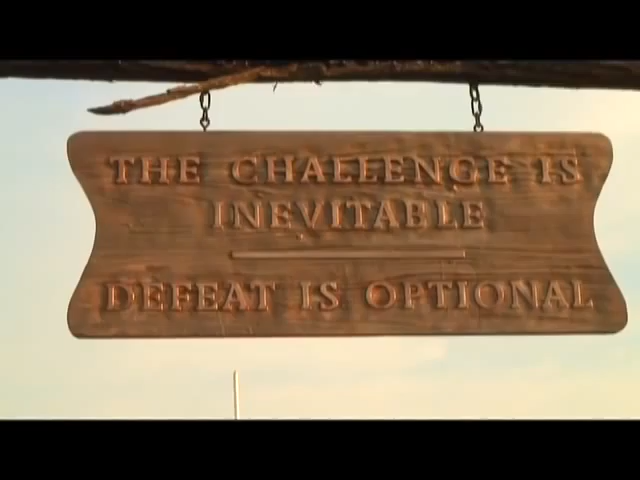 THE CHALLENGE IS
INEVITABLE
DEFEAT IS OPTIONAL